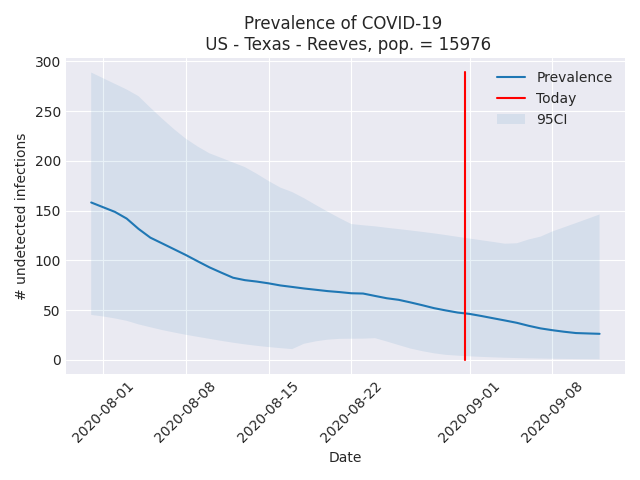 Prevalence of COVID-19
US - Texas - Reeves, pop. = 15976
# undetected infections
300
250
200
150
100
50
0
Prevalence
Today
95CI
2020-08-01
2020-08-08
2020-08-15
2020-08-22
2020-09-01
2020-09-08
Date